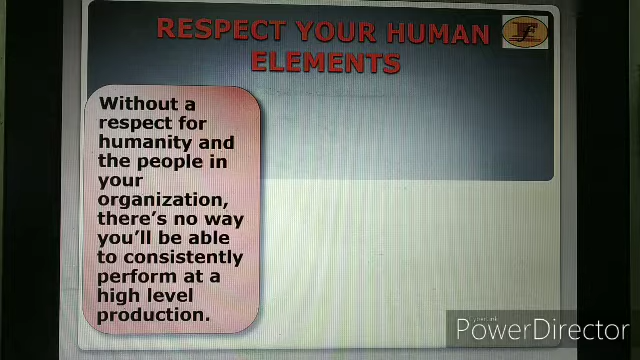 RESPECT YOUR HUMAN
ELEMENTS
Without a
respect for
humanity and
the people in
your
organization,
there's no way
you'll be able
to consistently
perform at a
high level
production.
PowerDirector